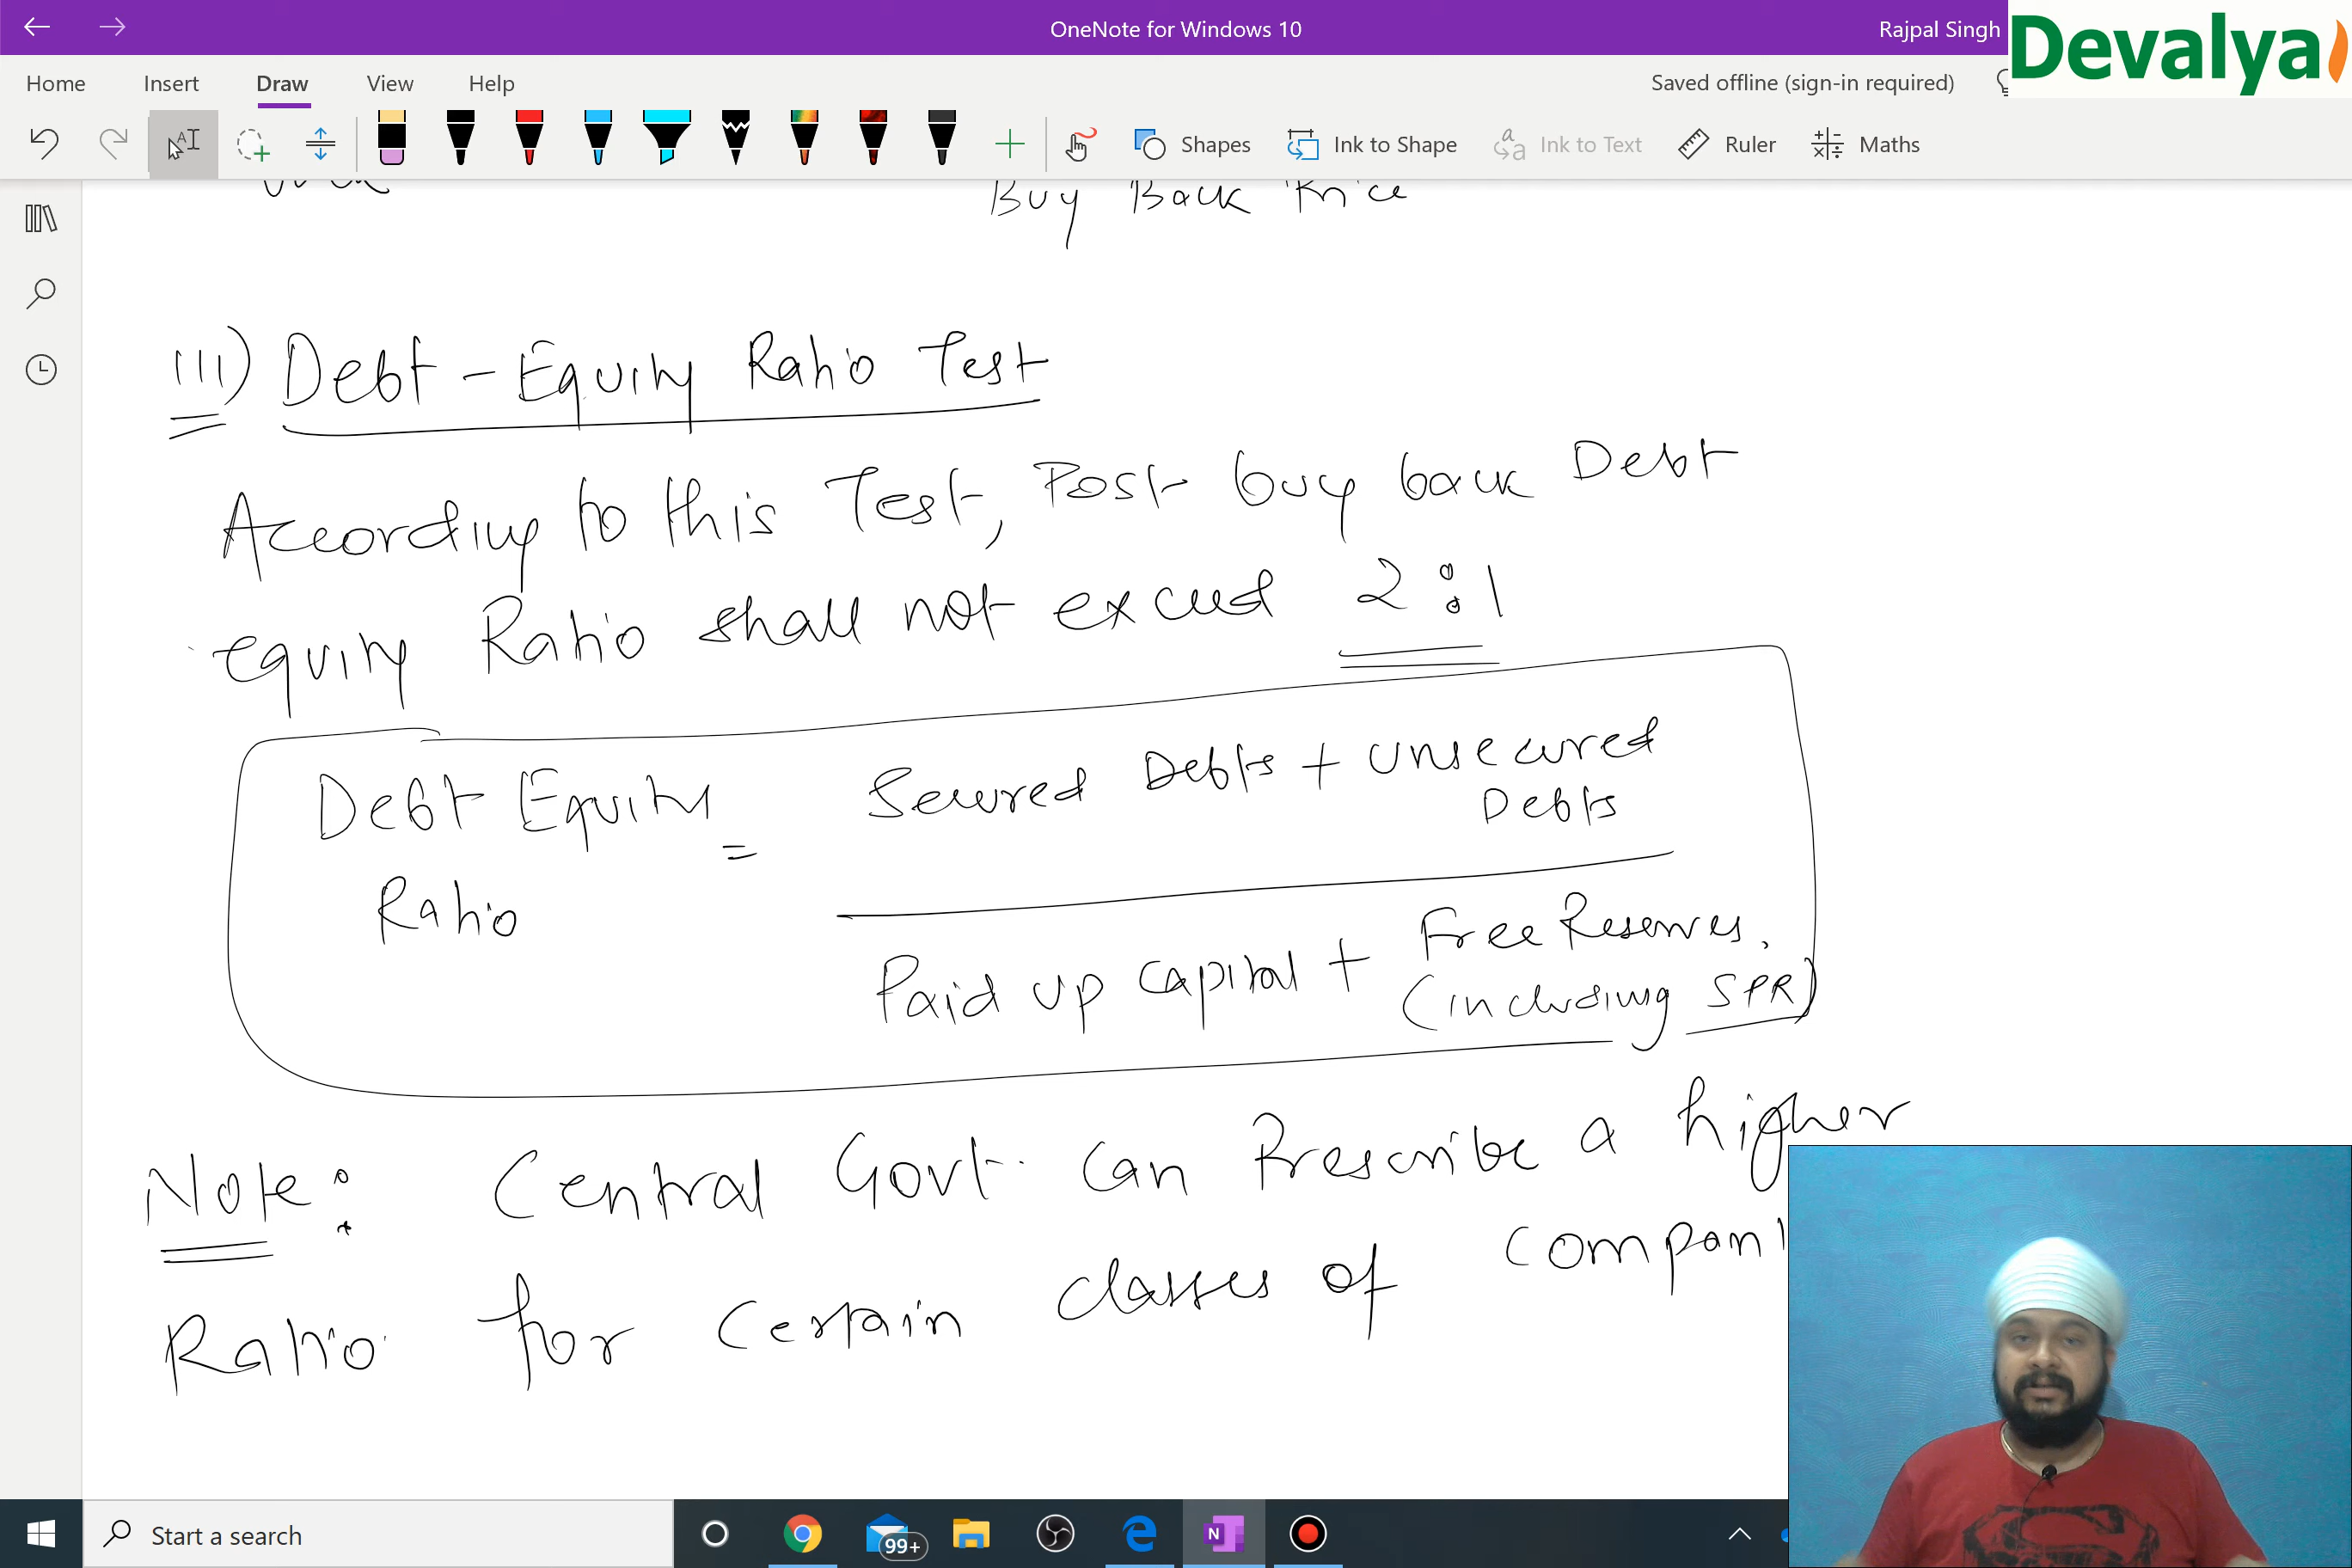 OneNote for Windows 10
Rajpal Singh
Devalya
Home Insert Draw View Help
Saved offline (sign-in required)
Shapes Ink to Shape Ink to Text Ruler Maths
Buy Back Price
III) Debt - Equity Ratio Test
According to this Test, Post buy back Debt
equity Ratio shall not exceed 2:1
Debt Equity = Secured Debts + Unsecured
Debts
Ratio
Paid up capital + Free Reserves.
(including SPR)
Note: Central Govt. Can Prescribe a higher
Ratio for certain classes of compani
Start a search
99+
N